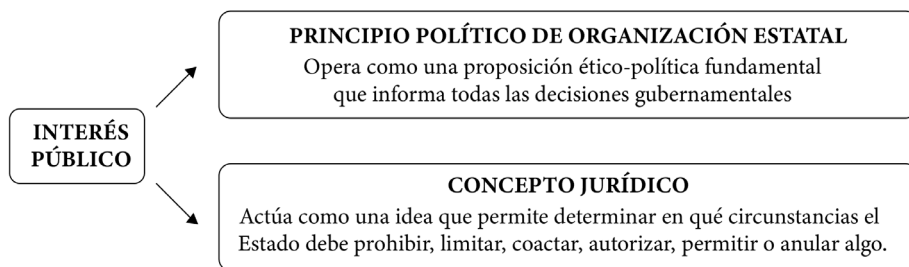 PRINCIPIO POLÍTICO DE ORGANIZACIÓN ESTATAL
Opera como una proposición ético-política fundamental
que informa todas las decisiones gubernamentales
INTERÉS
PÚBLICO
CONCEPTO JURÍDICO
Actúa como una idea que permite determinar en qué circunstancias el
Estado debe prohibir, limitar, coactar, autorizar, permitir o anular algo.